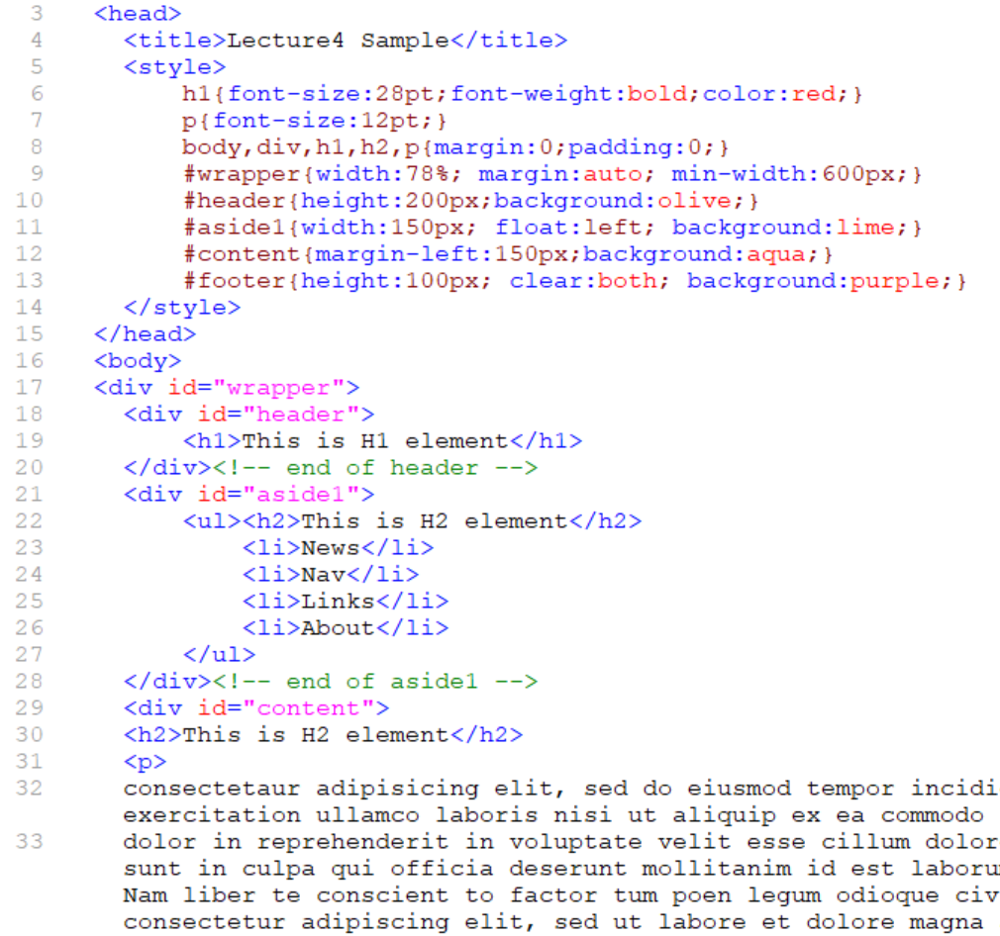 3 <head>
4 <title>Lecture4 Sample</title>
5 <style>
6 h1{font-size:28pt;font-weight:bold;color:red;}
7 p{font-size:12pt;}
8 body,div,h1,h2,p{margin:0;padding:0;}
9 #wrapper{width:78%; margin:auto; min-width:600px;}
10 #header{height:200px;background:olive;}
11 #aside1{width:150px; float:left; background:lime;}
12 #content{margin-left:150px;background:aqua;}
13 #footer{height:100px; clear:both; background:purple;}
14 </style>
15 </head>
16 <body>
17 <div id="wrapper">
18 <div id="header">
19 <h1>This is H1 element</h1>
20 </div><!-- end of header -->
21 <div id="aside1">
22 <ul><h2>This is H2 element</h2>
23 <li>News</li>
24 <li>Nav</li>
25 <li>Links</li>
26 <li>About</li>
27 </ul>
28 </div><!-- end of aside1 -->
29 <div id="content">
30 <h2>This is H2 element</h2>
31 <p>
32 consectetaur adipisicing elit, sed do eiusmod tempor incidi
exercitation ullamco laboris nisi ut aliquip ex ea commodo
33 dolor in reprehenderit in voluptate velit esse cillum dolor
sunt in culpa qui officia deserunt mollitanim id est laboru
Nam liber te conscient to factor tum poen legum odioque civ
consectetur adipiscing elit, sed ut labore et dolore magna